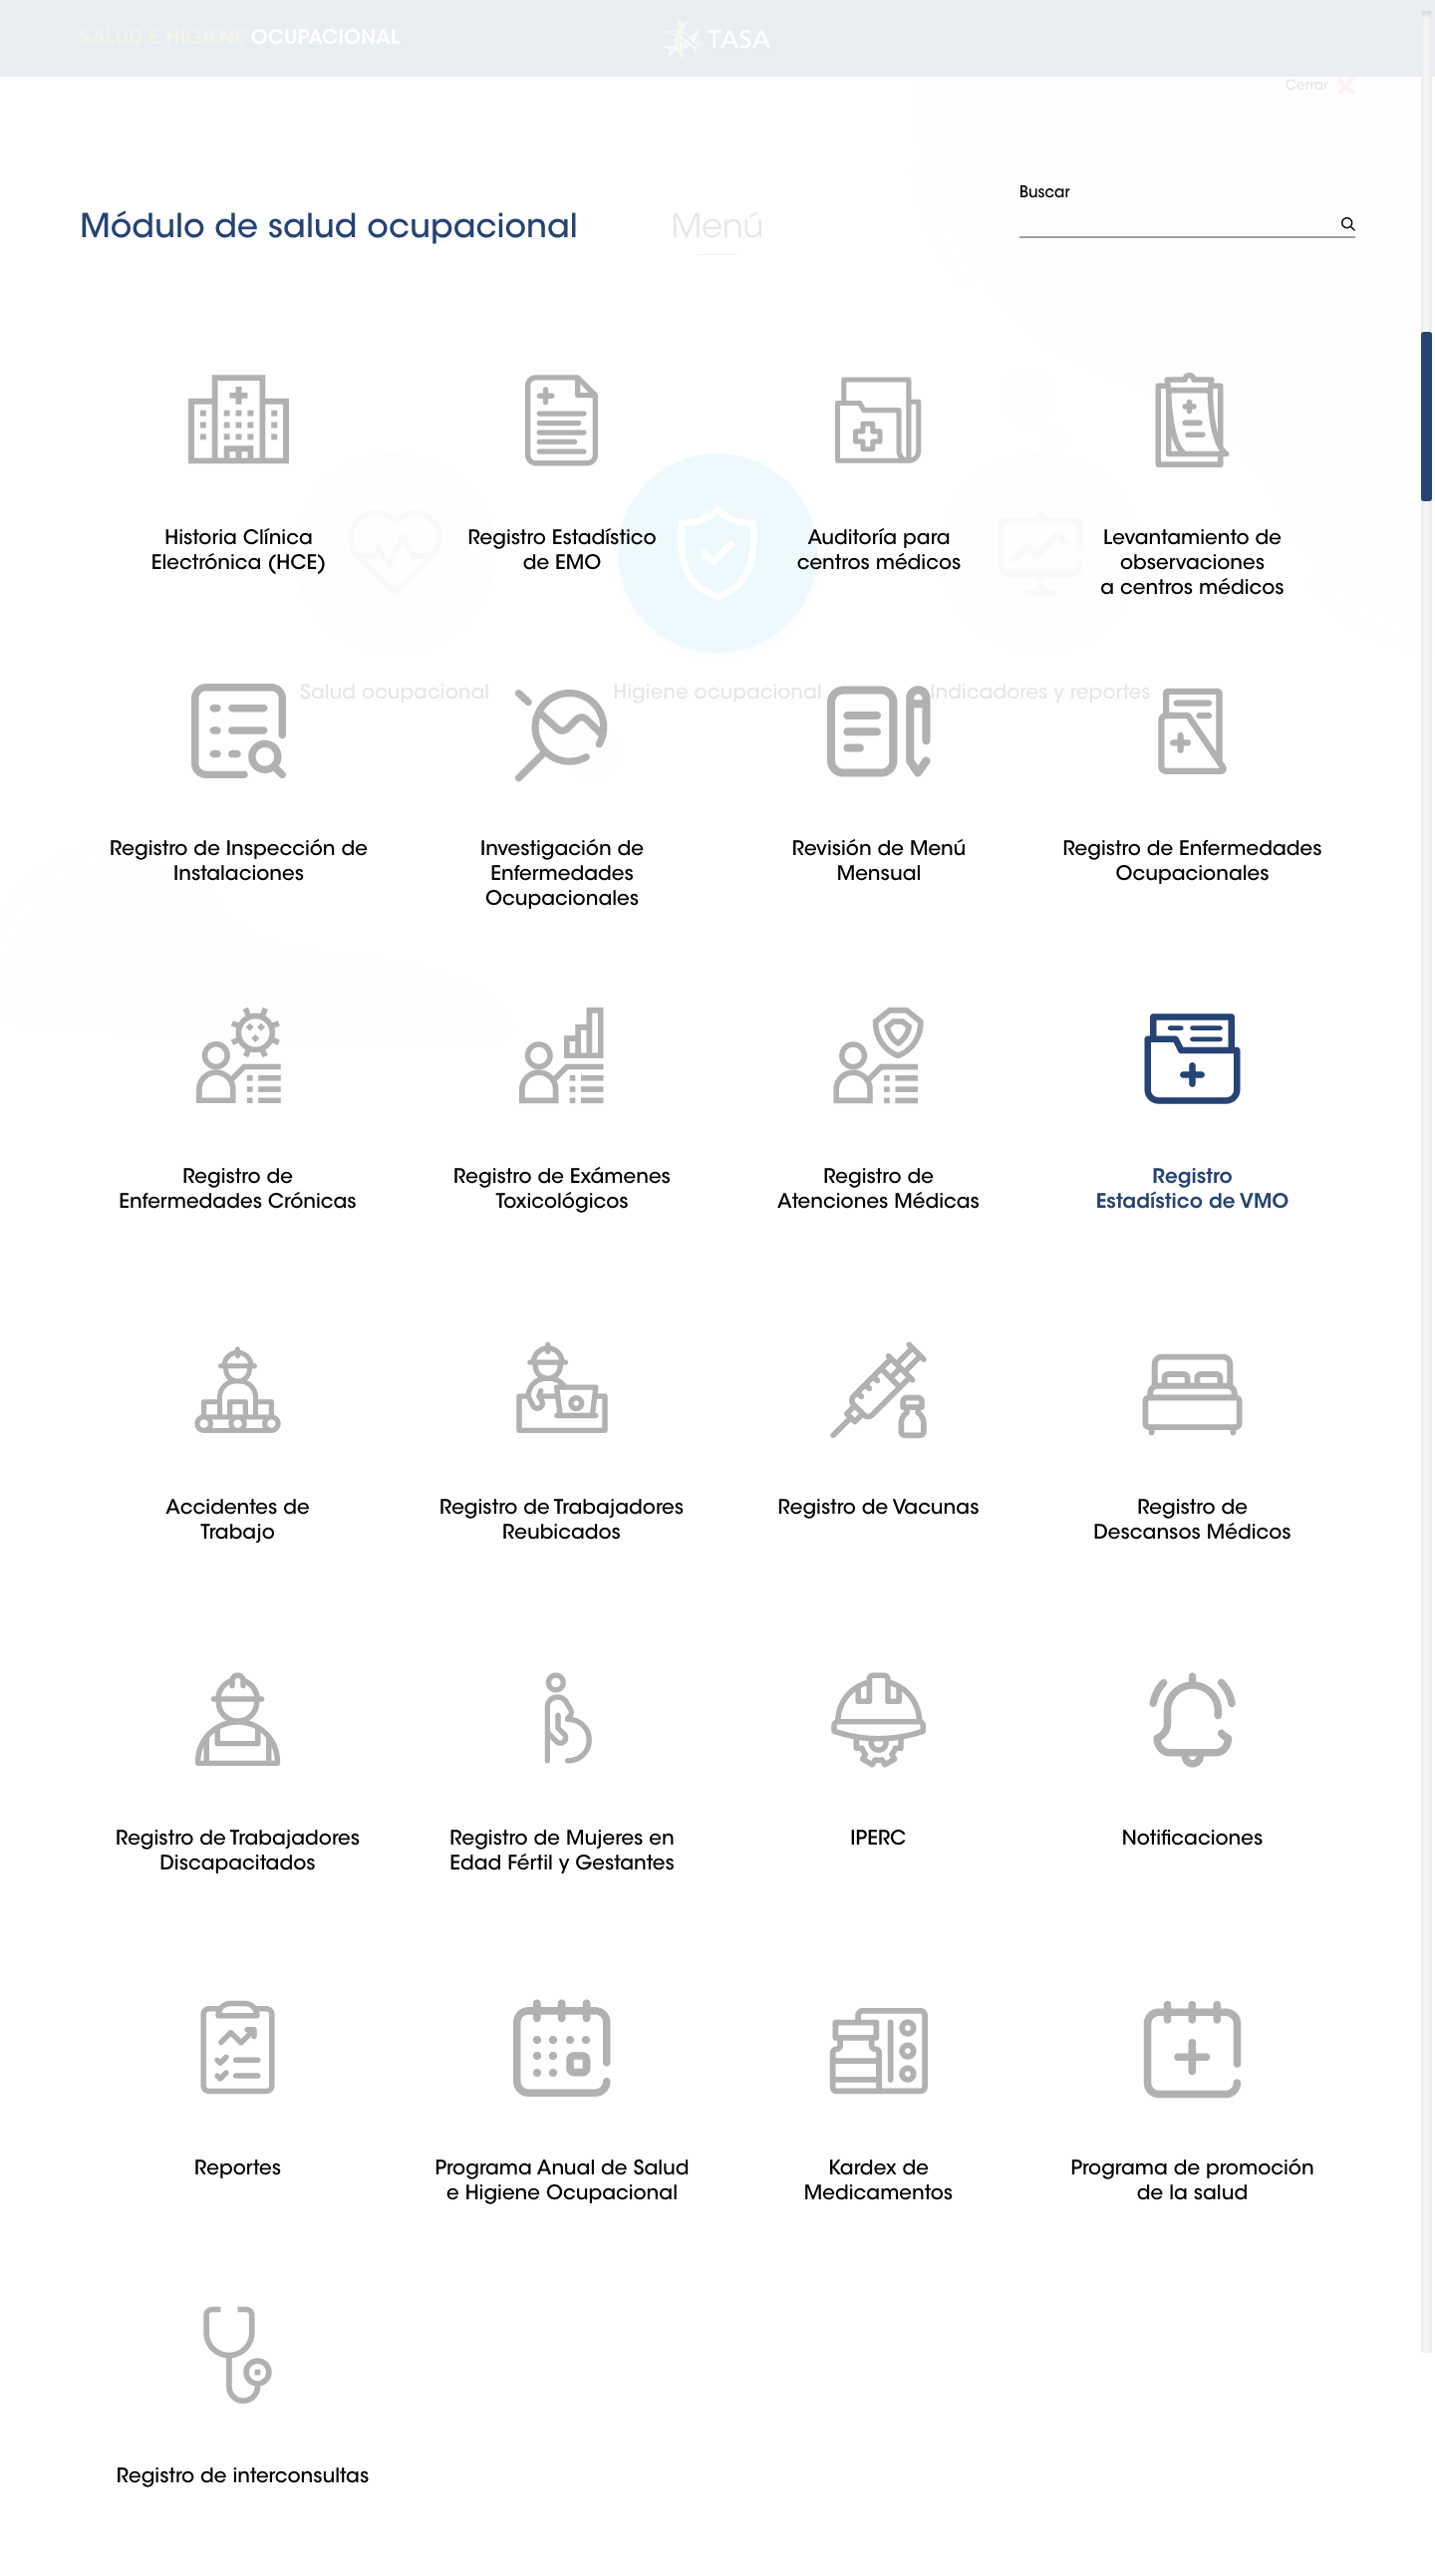 SALUD E HIGIENE OCUPACIONAL
TASA
Cerrar
Buscar
Módulo de salud ocupacional
Menú
Historia Clínica
Electrónica (HCE)
Registro Estadístico
de EMO
Auditoría para
centros médicos
Levantamiento de
observaciones
a centros médicos
Salud ocupacional
Higiene ocupacional
Indicadores y reportes
Registro de Inspección de
Instalaciones
Investigación de
Enfermedades
Ocupacionales
Revisión de Menú
Mensual
Registro de Enfermedades
Ocupacionales
Registro de
Enfermedades Crónicas
Registro de Exámenes
Toxicológicos
Registro de
Atenciones Médicas
Registro
Estadístico de VMO
Accidentes de
Trabajo
Registro de Trabajadores
Reubicados
Registro de Vacunas
Registro de
Descansos Médicos
Registro de Trabajadores
Discapacitados
Registro de Mujeres en
Edad Fértil y Gestantes
IPERC
Notificaciones
Reportes
Programa Anual de Salud
e Higiene Ocupacional
Kardex de
Medicamentos
Programa de promoción
de la salud
Registro de interconsultas